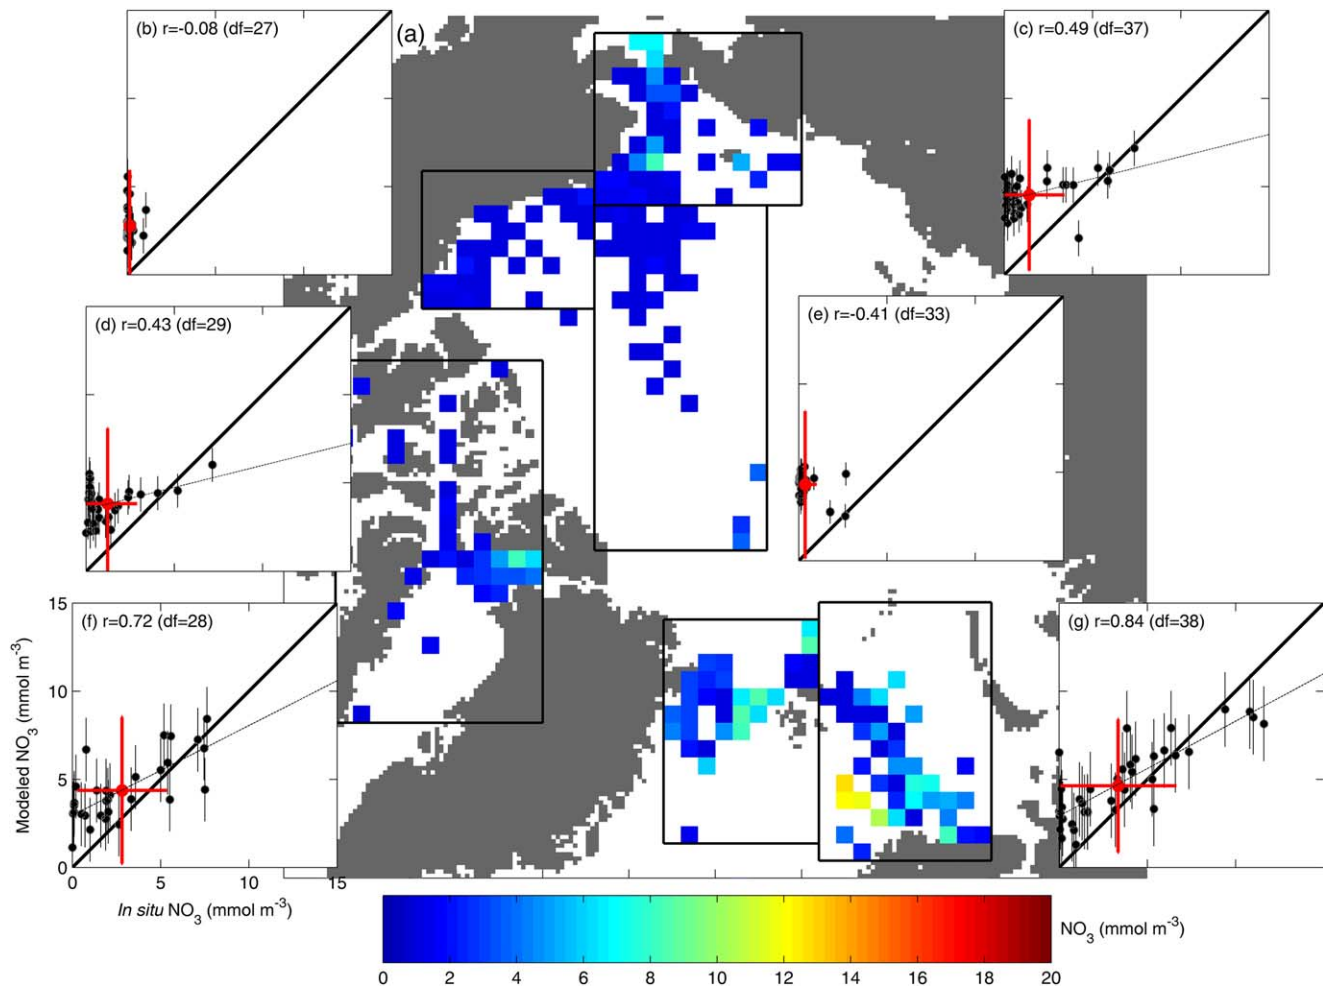 (b) r=-0.08 (df=27)
(a)
(c) r=0.49 (df=37)
(d) r=0.43 (df=29)
(e) r=-0.41 (df=33)
15
(f) r=0.72 (df=28)
(g) r=0.84 (df=38)
10
Modeled NO₃ (mmol m⁻³)
5
0
0 5 10 15
In situ NO₃ (mmol m⁻³)
NO₃ (mmol m⁻³)
0 2 4 6 8 10 12 14 16 18 20